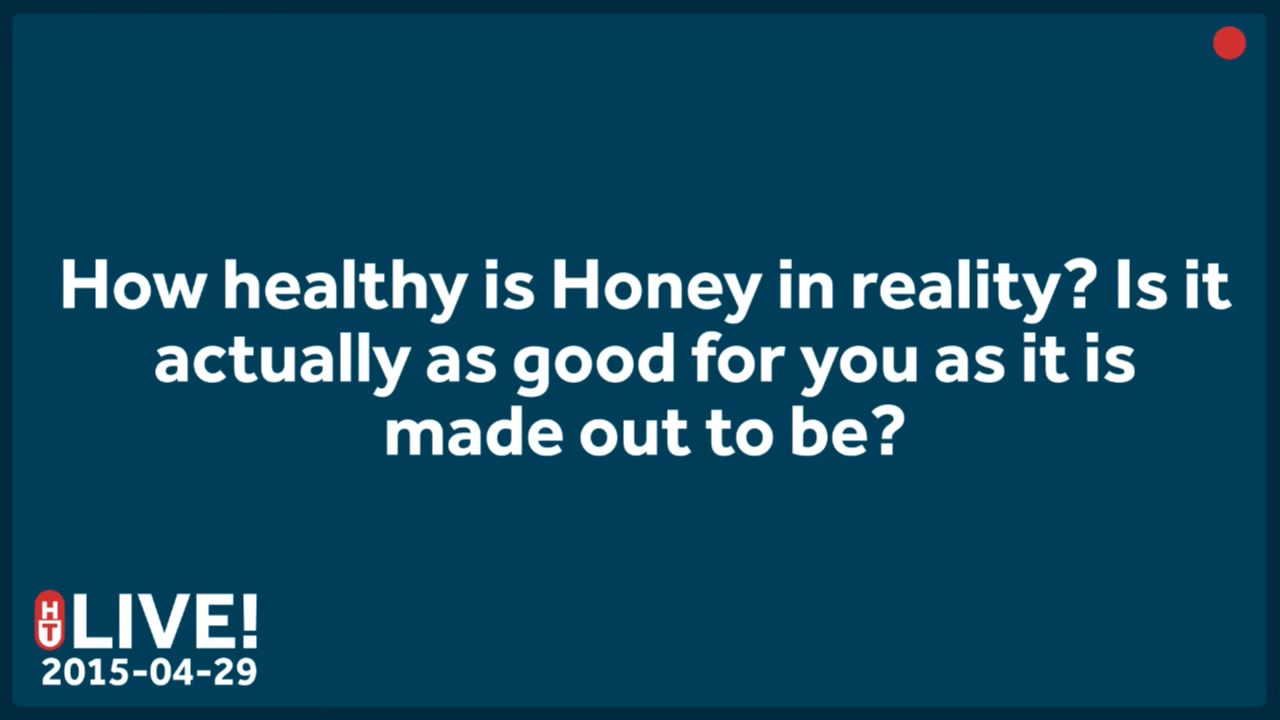 How healthy is Honey in reality? Is it
actually as good for you as it is
made out to be?
HT LIVE!
2015-04-29